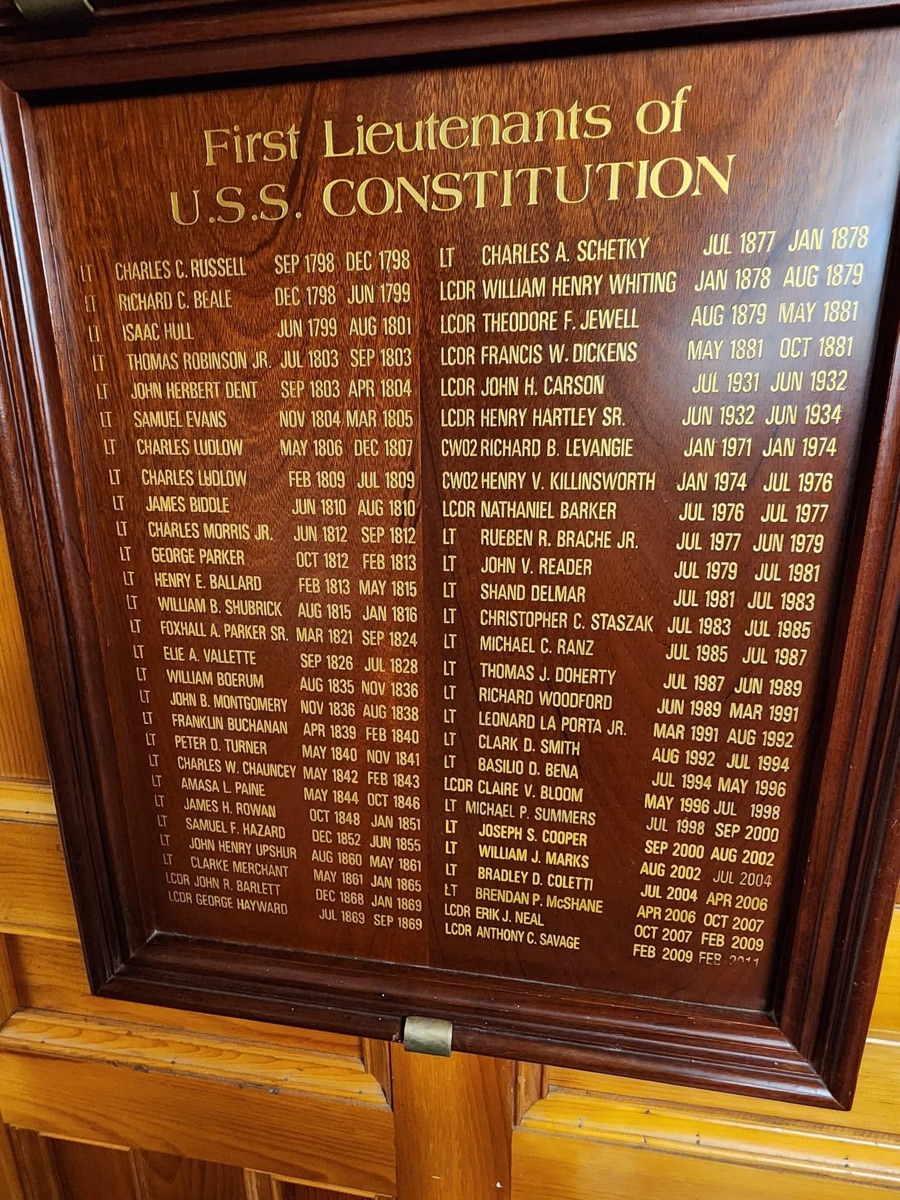 First Lieutenants of
U.S.S. CONSTITUTION
LT CHARLES C. RUSSELL SEP 1798 DEC 1798
LT RICHARD C. BEALE DEC 1798 JUN 1799
LT ISAAC HULL JUN 1799 AUG 1801
LT THOMAS ROBINSON JR. JUL 1803 SEP 1803
LT JOHN HERBERT DENT SEP 1803 APR 1804
LT SAMUEL EVANS NOV 1804 MAR 1805
LT CHARLES LUDLOW MAY 1806 DEC 1807
LT CHARLES LUDLOW FEB 1809 JUL 1809
LT JAMES BIDDLE JUN 1810 AUG 1810
LT CHARLES MORRIS JR. JUN 1812 SEP 1812
LT GEORGE PARKER OCT 1812 FEB 1813
LT HENRY E. BALLARD FEB 1813 MAY 1815
LT WILLIAM B. SHUBRICK AUG 1815 JAN 1816
LT FOXHALL A. PARKER SR. MAR 1821 SEP 1824
LT ELIE A. VALLETTE SEP 1826 JUL 1828
LT WILLIAM BOERUM AUG 1835 NOV 1836
LT JOHN B. MONTGOMERY NOV 1836 AUG 1838
LT FRANKLIN BUCHANAN APR 1839 FEB 1840
LT PETER D. TURNER MAY 1840 NOV 1841
LT CHARLES W. CHAUNCEY MAY 1842 FEB 1843
LT AMASA L. PAINE MAY 1844 OCT 1846
LT JAMES H. ROWAN OCT 1848 JAN 1851
LT SAMUEL F. HAZARD DEC 1852 JUN 1855
LT JOHN HENRY UPSHUR AUG 1860 MAY 1861
LT CLARKE MERCHANT MAY 1861 JAN 1865
LCDR JOHN R. BARLETT DEC 1868 JAN 1869
LCDR GEORGE HAYWARD JUL 1869 SEP 1869
LT CHARLES A. SCHETKY JUL 1877 JAN 1878
LCDR WILLIAM HENRY WHITING JAN 1878 AUG 1879
LCDR THEODORE F. JEWELL AUG 1879 MAY 1881
LCDR FRANCIS W. DICKENS MAY 1881 OCT 1881
LCDR JOHN H. CARSON JUL 1931 JUN 1932
LCDR HENRY HARTLEY SR. JUN 1932 JUN 1934
CWO2 RICHARD B. LEVANGIE JAN 1971 JAN 1974
CWO2 HENRY V. KILLINSWORTH JAN 1974 JUL 1976
LCDR NATHANIEL BARKER JUL 1976 JUL 1977
LT RUEBEN R. BRACHE JR. JUL 1977 JUN 1979
LT JOHN V. READER JUL 1979 JUL 1981
LT SHAND DELMAR JUL 1981 JUL 1983
LT CHRISTOPHER C. STASZAK JUL 1983 JUL 1985
LT MICHAEL C. RANZ JUL 1985 JUL 1987
LT THOMAS J. DOHERTY JUL 1987 JUN 1989
LT RICHARD WOODFORD JUN 1989 MAR 1991
LT LEONARD LA PORTA JR. MAR 1991 AUG 1992
LT CLARK D. SMITH AUG 1992 JUL 1994
LT BASILIO D. BENA JUL 1994 MAY 1996
LCDR CLAIRE V. BLOOM MAY 1996 JUL 1998
LT MICHAEL P. SUMMERS JUL 1998 SEP 2000
LT JOSEPH S. COOPER SEP 2000 AUG 2002
LT WILLIAM J. MARKS AUG 2002 JUL 2004
LT BRADLEY D. COLETTI JUL 2004 APR 2006
LT BRENDAN P. McSHANE APR 2006 OCT 2007
LCDR ERIK J. NEAL OCT 2007 FEB 2009
LCDR ANTHONY C. SAVAGE FEB 2009 FEB 2011